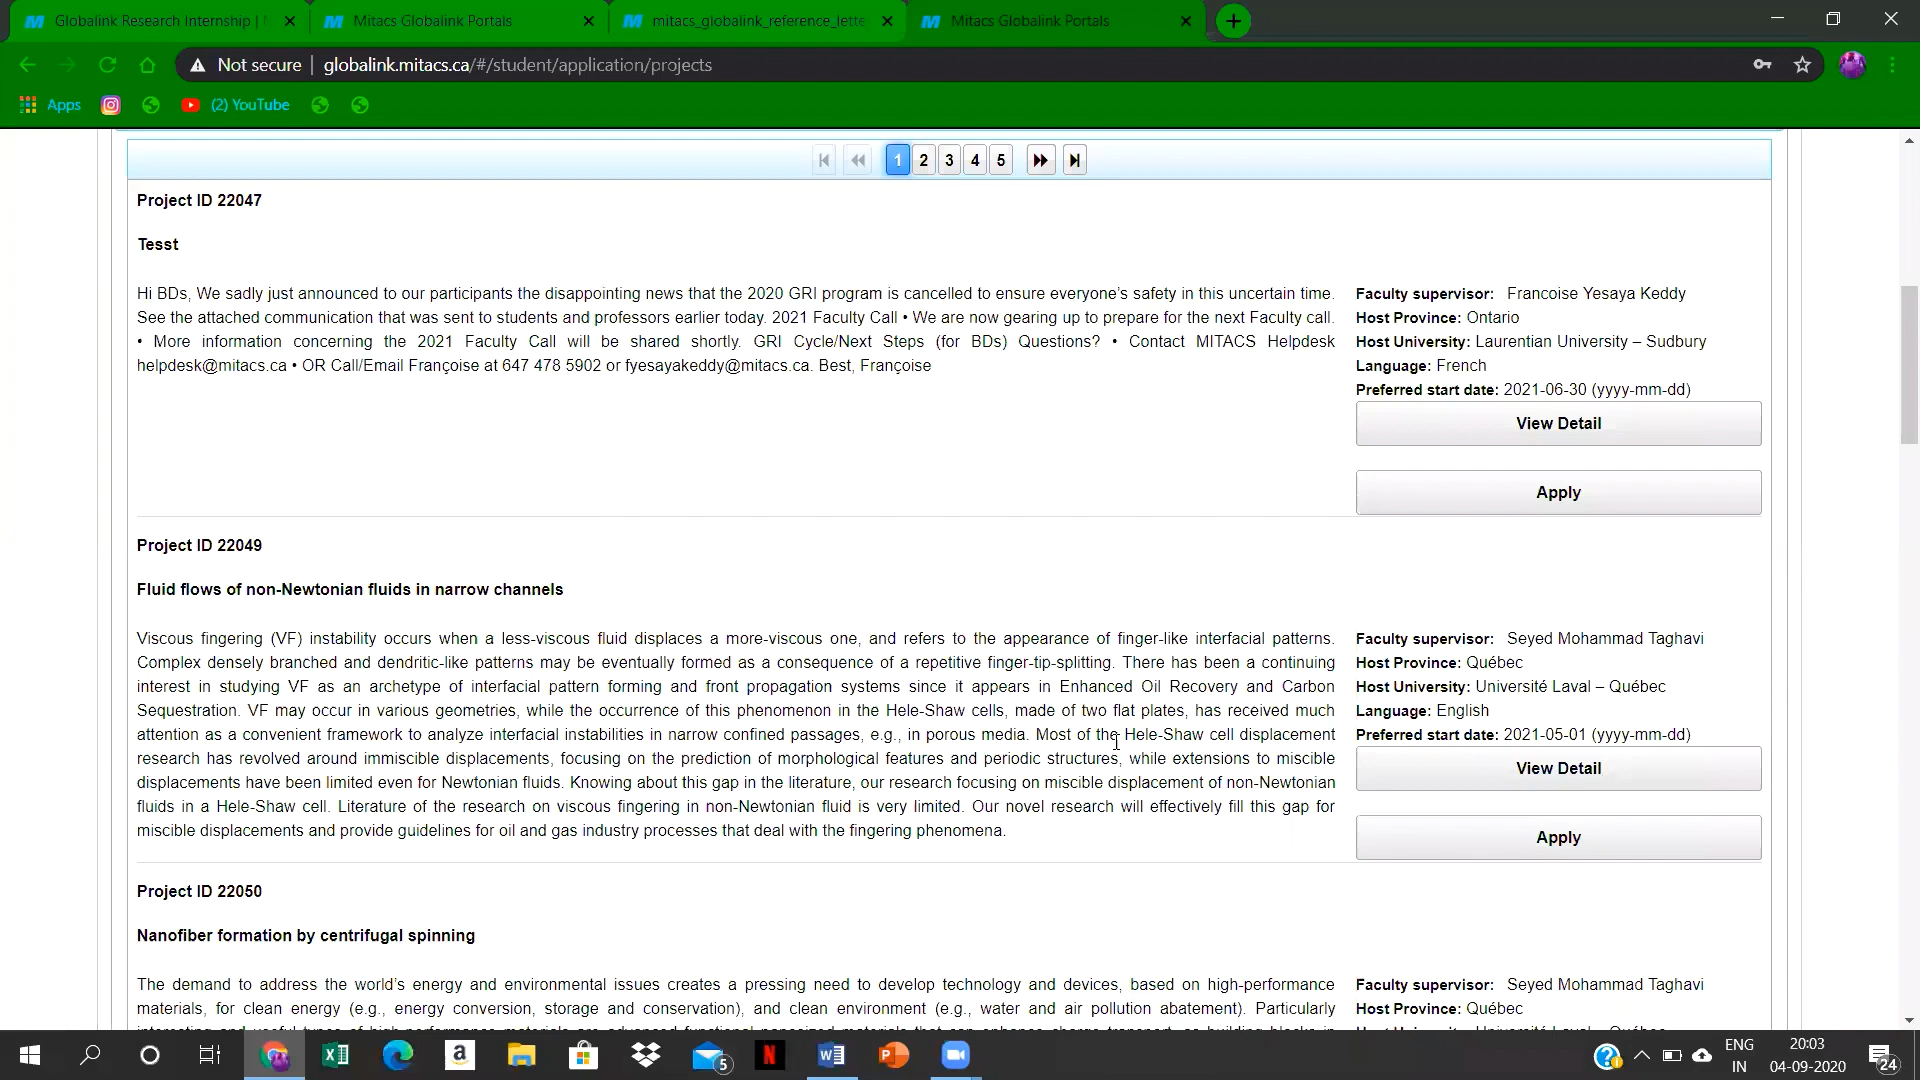 Globalink Research Internship |
Mitacs Globalink Portals
mitacs_globalink_reference_lette
Mitacs Globalink Portals
Not secure | globalink.mitacs.ca/#/student/application/projects
Apps
(2) YouTube
1 2 3 4 5
Project ID 22047
Tesst
Hi BDs, We sadly just announced to our participants the disappointing news that the 2020 GRI program is cancelled to ensure everyone's safety in this uncertain time.
See the attached communication that was sent to students and professors earlier today. 2021 Faculty Call • We are now gearing up to prepare for the next Faculty call.
• More information concerning the 2021 Faculty Call will be shared shortly. GRI Cycle/Next Steps (for BDs) Questions? • Contact MITACS Helpdesk
helpdesk@mitacs.ca • OR Call/Email Françoise at 647 478 5902 or fyesayakeddy@mitacs.ca. Best, Françoise
Faculty supervisor: Francoise Yesaya Keddy
Host Province: Ontario
Host University: Laurentian University – Sudbury
Language: French
Preferred start date: 2021-06-30 (yyyy-mm-dd)
View Detail
Apply
Project ID 22049
Fluid flows of non-Newtonian fluids in narrow channels
Viscous fingering (VF) instability occurs when a less-viscous fluid displaces a more-viscous one, and refers to the appearance of finger-like interfacial patterns.
Complex densely branched and dendritic-like patterns may be eventually formed as a consequence of a repetitive finger-tip-splitting. There has been a continuing
interest in studying VF as an archetype of interfacial pattern forming and front propagation systems since it appears in Enhanced Oil Recovery and Carbon
Sequestration. VF may occur in various geometries, while the occurrence of this phenomenon in the Hele-Shaw cells, made of two flat plates, has received much
attention as a convenient framework to analyze interfacial instabilities in narrow confined passages, e.g., in porous media. Most of the Hele-Shaw cell displacement
research has revolved around immiscible displacements, focusing on the prediction of morphological features and periodic structures, while extensions to miscible
displacements have been limited even for Newtonian fluids. Knowing about this gap in the literature, our research focusing on miscible displacement of non-Newtonian
fluids in a Hele-Shaw cell. Literature of the research on viscous fingering in non-Newtonian fluid is very limited. Our novel research will effectively fill this gap for
miscible displacements and provide guidelines for oil and gas industry processes that deal with the fingering phenomena.
Faculty supervisor: Seyed Mohammad Taghavi
Host Province: Québec
Host University: Université Laval – Québec
Language: English
Preferred start date: 2021-05-01 (yyyy-mm-dd)
View Detail
Apply
Project ID 22050
Nanofiber formation by centrifugal spinning
The demand to address the world's energy and environmental issues creates a pressing need to develop technology and devices, based on high-performance
materials, for clean energy (e.g., energy conversion, storage and conservation), and clean environment (e.g., water and air pollution abatement). Particularly
Faculty supervisor: Seyed Mohammad Taghavi
Host Province: Québec
5
ENG
IN
20:03
04-09-2020
24